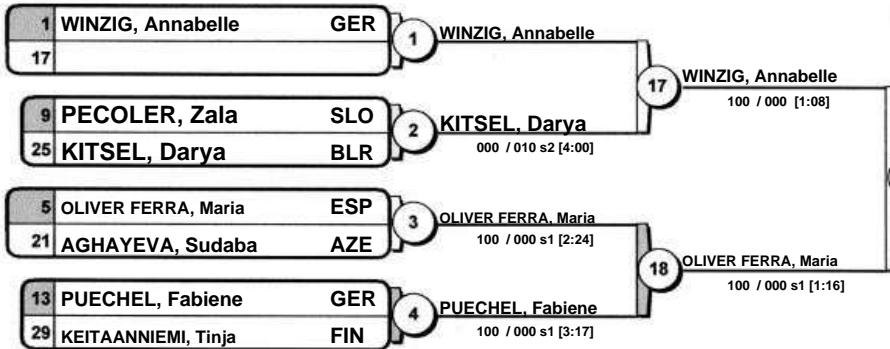 1 WINZIG, Annabelle GER
17
1
WINZIG, Annabelle
9 PECOLER, Zala SLO
25 KITSEL, Darya BLR
2
KITSEL, Darya
000 / 010 s2 [4:00]
17
WINZIG, Annabelle
100 / 000 [1:08]
5 OLIVER FERRA, Maria ESP
21 AGHAYEVA, Sudaba AZE
3
OLIVER FERRA, Maria
100 / 000 s1 [2:24]
13 PUECHEL, Fabiene GER
29 KEITAANNIEMI, Tinja FIN
4
PUECHEL, Fabiene
100 / 000 s1 [3:17]
18
OLIVER FERRA, Maria
100 / 000 s1 [1:16]